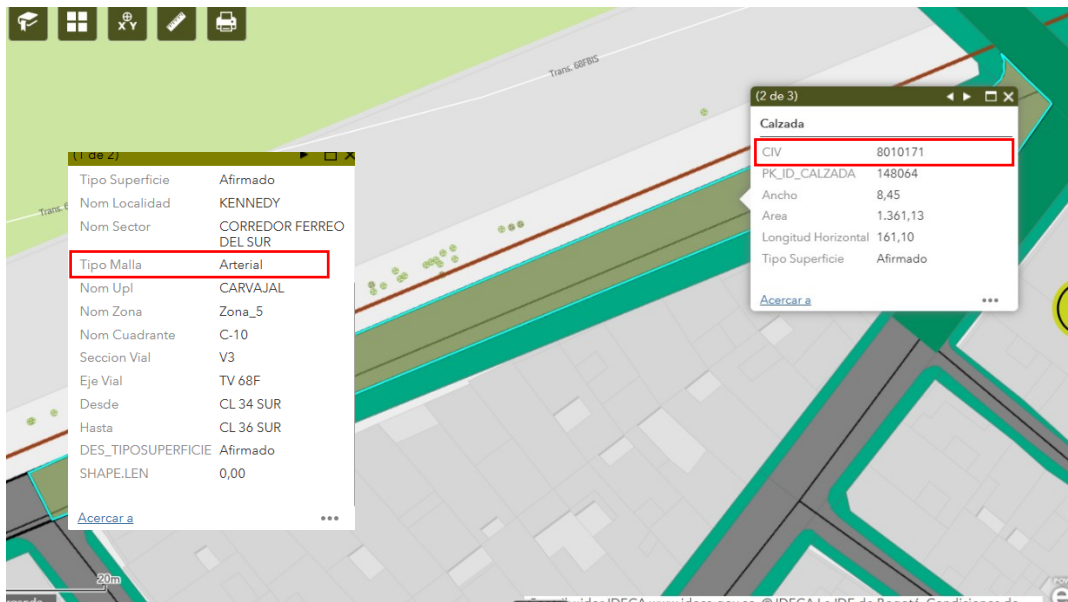 X Y
Trans. 68FBIS
(2 de 3)
Calzada
CIV 8010171
PK_ID_CALZADA 148064
Ancho 8,45
Area 1.361,13
Longitud Horizontal 161,10
Tipo Superficie Afirmado
Acercar a
(1 de 2)
Tipo Superficie Afirmado
Nom Localidad KENNEDY
Nom Sector CORREDOR FERREO
DEL SUR
Trans.
Tipo Malla Arterial
Nom Upl CARVAJAL
Nom Zona Zona_5
Nom Cuadrante C-10
Seccion Vial V3
Eje Vial TV 68F
Desde CL 34 SUR
Hasta CL 36 SUR
DES_TIPOSUPERFICIE Afirmado
SHAPE.LEN 0,00
Acercar a
20m